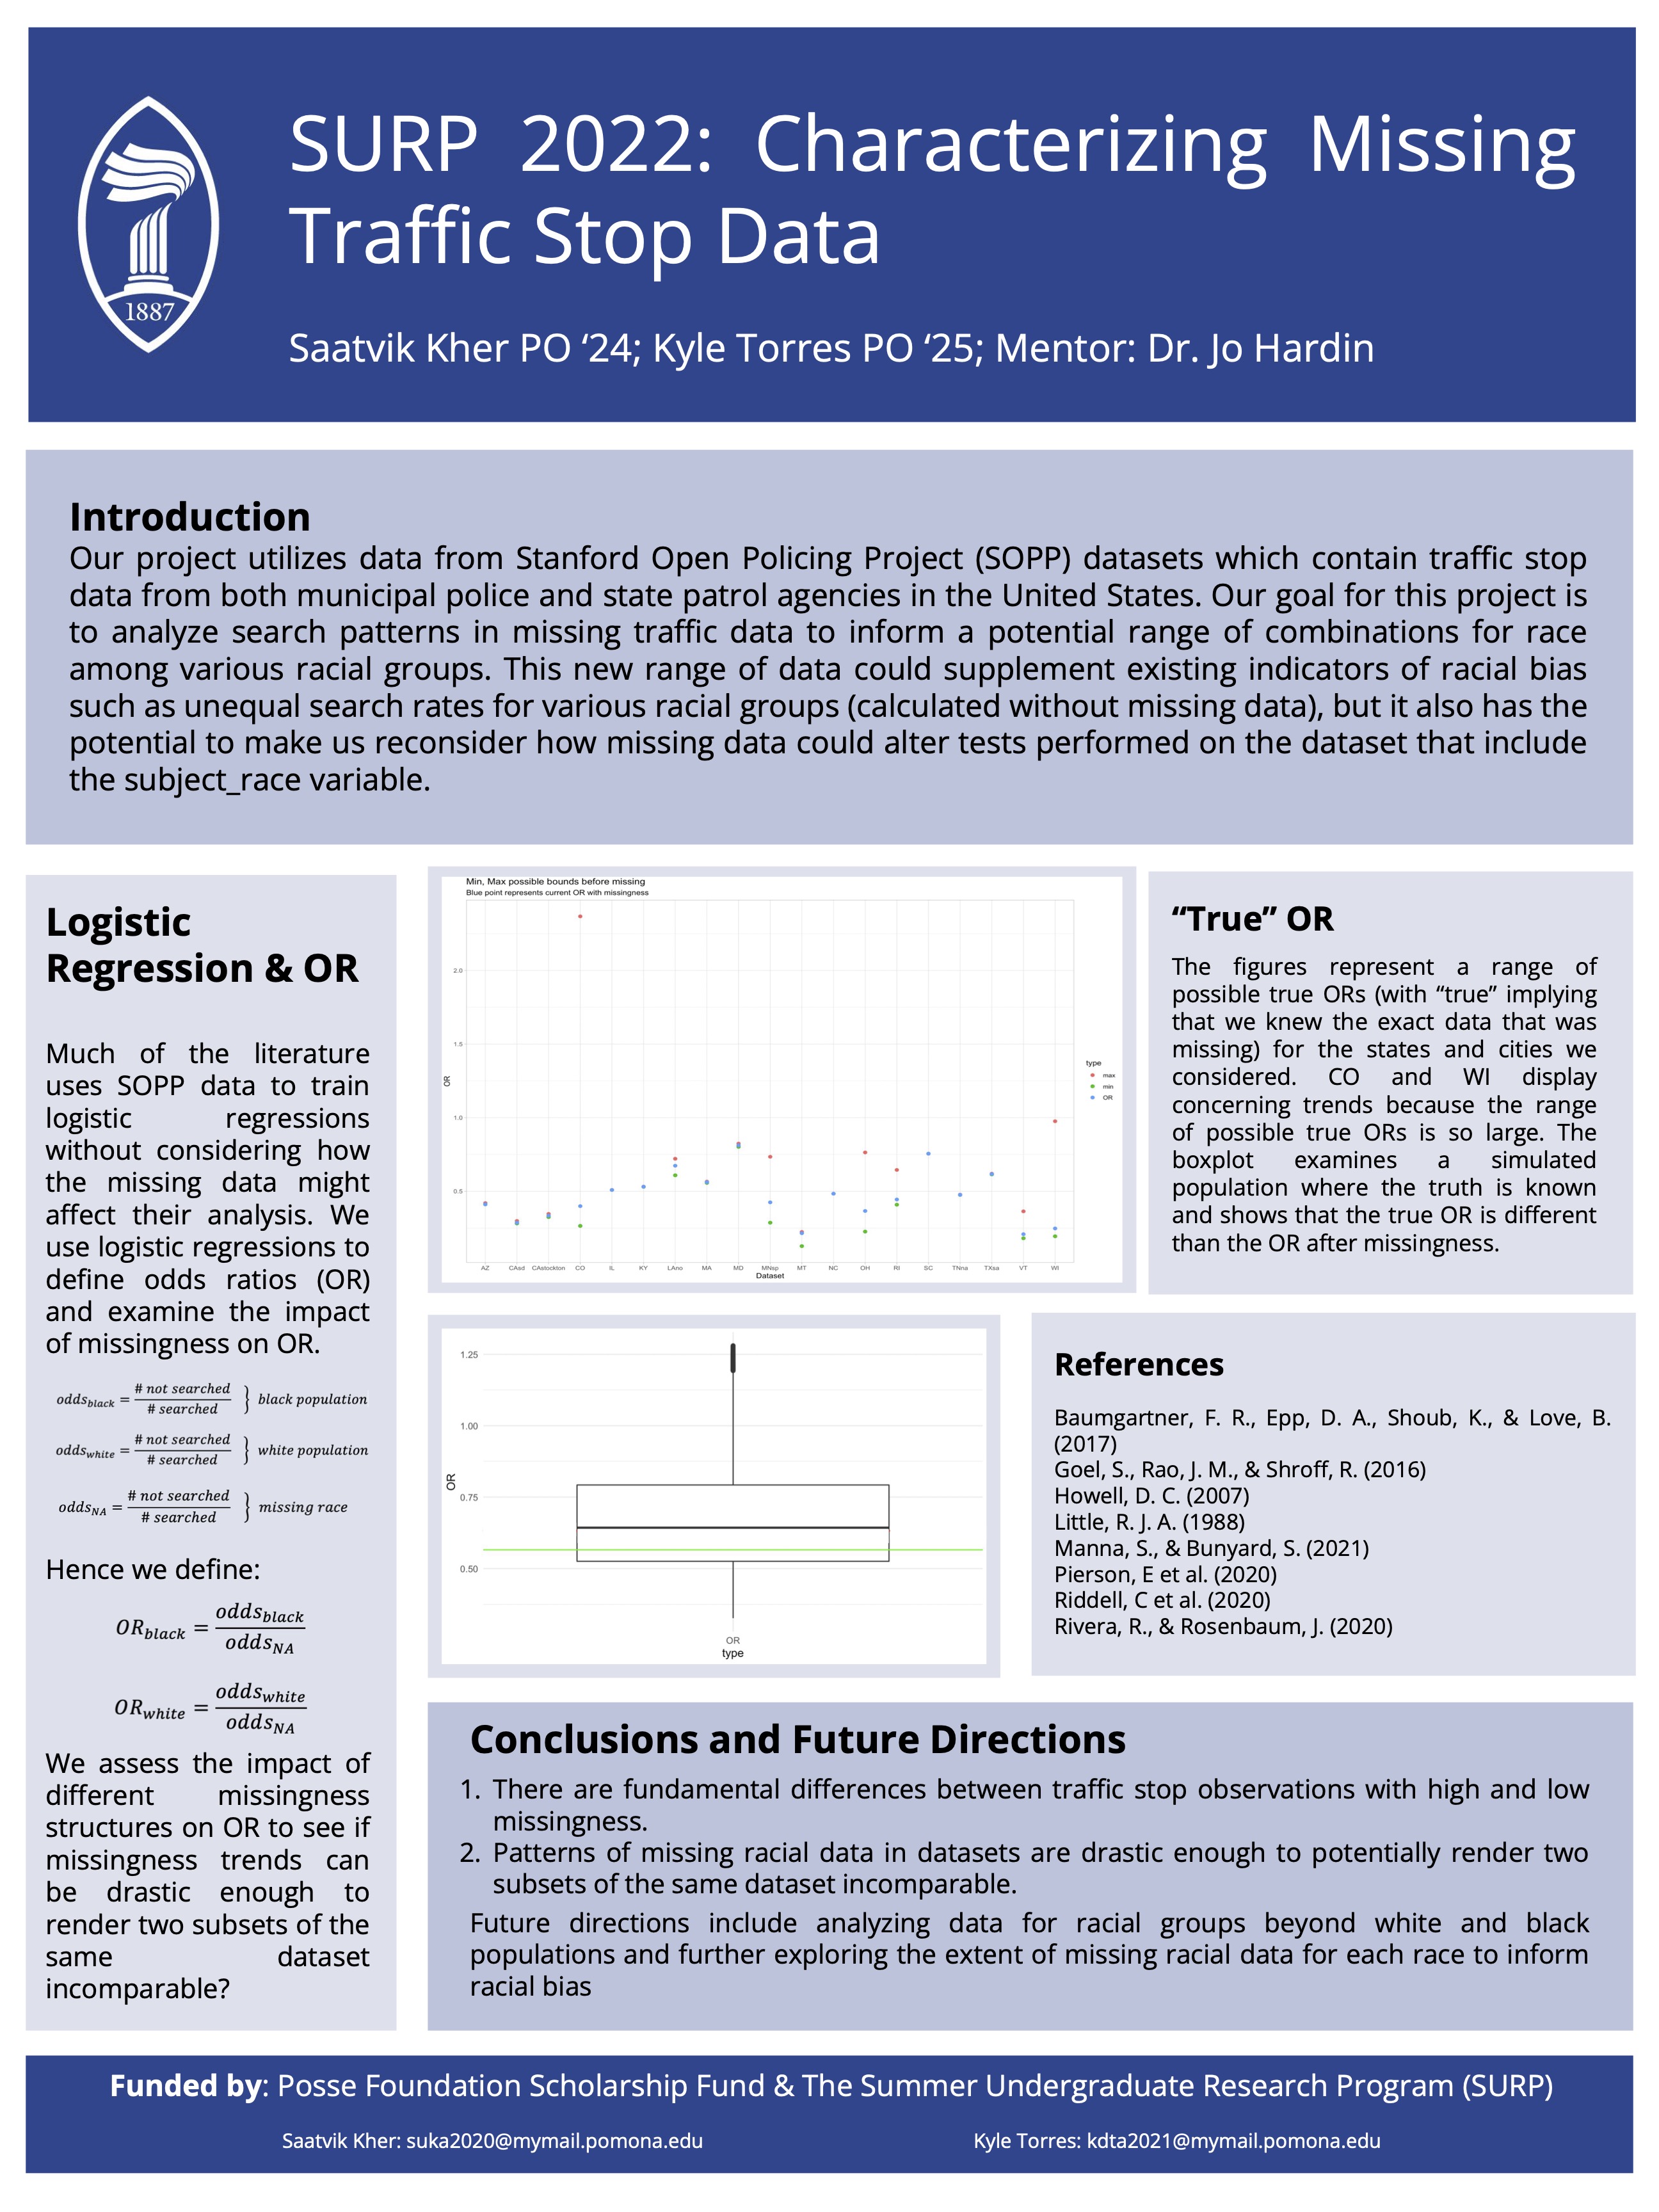 1887
SURP 2022: Characterizing Missing
Traffic Stop Data
Saatvik Kher PO ‘24; Kyle Torres PO ‘25; Mentor: Dr. Jo Hardin
Introduction
Our project utilizes data from Stanford Open Policing Project (SOPP) datasets which contain traffic stop
data from both municipal police and state patrol agencies in the United States. Our goal for this project is
to analyze search patterns in missing traffic data to inform a potential range of combinations for race
among various racial groups. This new range of data could supplement existing indicators of racial bias
such as unequal search rates for various racial groups (calculated without missing data), but it also has the
potential to make us reconsider how missing data could alter tests performed on the dataset that include
the subject_race variable.
Logistic
Regression & OR
Much of the literature
uses SOPP data to train
logistic regressions
without considering how
the missing data might
affect their analysis. We
use logistic regressions to
define odds ratios (OR)
and examine the impact
of missingness on OR.
odds_black = # not searched / # searched } black population
odds_white = # not searched / # searched } white population
odds_NA = # not searched / # searched } missing race
Hence we define:
OR_black = odds_black / odds_NA
OR_white = odds_white / odds_NA
We assess the impact of
different missingness
structures on OR to see if
missingness trends can
be drastic enough to
render two subsets of the
same dataset
incomparable?
Min, Max possible bounds before missing
Blue point represents current OR with missingness
2.0
1.5
1.0
0.5
OR
AZ CAsd CAstockton CO IL KY LAno MA MD MNsp MT NC OH RI SC TNna TXsa VT WI
Dataset
type
max
min
OR
“True” OR
The figures represent a range of
possible true ORs (with “true” implying
that we knew the exact data that was
missing) for the states and cities we
considered. CO and WI display
concerning trends because the range
of possible true ORs is so large. The
boxplot examines a simulated
population where the truth is known
and shows that the true OR is different
than the OR after missingness.
1.25
1.00
0.75
0.50
OR
OR
type
References
Baumgartner, F. R., Epp, D. A., Shoub, K., & Love, B.
(2017)
Goel, S., Rao, J. M., & Shroff, R. (2016)
Howell, D. C. (2007)
Little, R. J. A. (1988)
Manna, S., & Bunyard, S. (2021)
Pierson, E et al. (2020)
Riddell, C et al. (2020)
Rivera, R., & Rosenbaum, J. (2020)
Conclusions and Future Directions
1. There are fundamental differences between traffic stop observations with high and low
missingness.
2. Patterns of missing racial data in datasets are drastic enough to potentially render two
subsets of the same dataset incomparable.
Future directions include analyzing data for racial groups beyond white and black
populations and further exploring the extent of missing racial data for each race to inform
racial bias
Funded by: Posse Foundation Scholarship Fund & The Summer Undergraduate Research Program (SURP)
Saatvik Kher: suka2020@mymail.pomona.edu Kyle Torres: kdta2021@mymail.pomona.edu